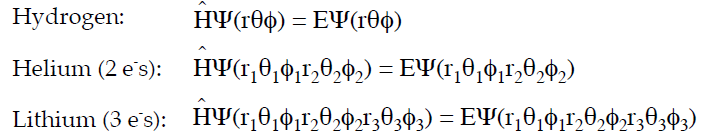 Hydrogen: ĤΨ(rθϕ) = EΨ(rθϕ)
Helium (2 e⁻s): ĤΨ(r₁θ₁ϕ₁r₂θ₂ϕ₂) = EΨ(r₁θ₁ϕ₁r₂θ₂ϕ₂)
Lithium (3 e⁻s): ĤΨ(r₁θ₁ϕ₁r₂θ₂ϕ₂r₃θ₃ϕ₃) = EΨ(r₁θ₁ϕ₁r₂θ₂ϕ₂r₃θ₃ϕ₃)